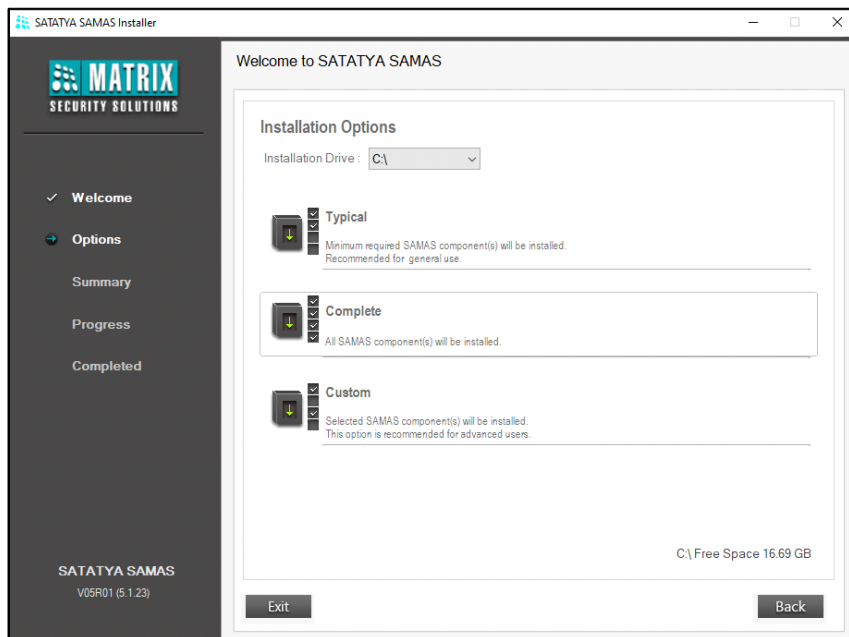 SATATYA SAMAS Installer
MATRIX
SECURITY SOLUTIONS
Welcome
Options
Summary
Progress
Completed
SATATYA SAMAS
V05R01 (5.1.23)
Welcome to SATATYA SAMAS
Installation Options
Installation Drive : C:\
Typical
Minimum required SAMAS component(s) will be installed.
Recommended for general use.
Complete
All SAMAS component(s) will be installed.
Custom
Selected SAMAS component(s) will be installed.
This option is recommended for advanced users.
C:\ Free Space 16.69 GB
Exit
Back